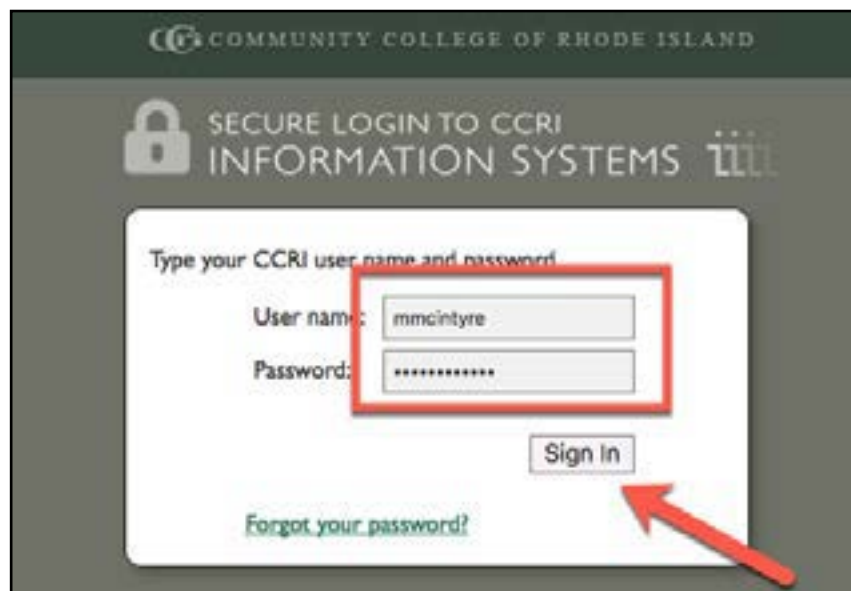 COMMUNITY COLLEGE OF RHODE ISLAND
SECURE LOGIN TO CCRI
INFORMATION SYSTEMS
Type your CCRI user name and password
User name: mmcintyre
Password: ••••••••••••
Sign In
Forgot your password?